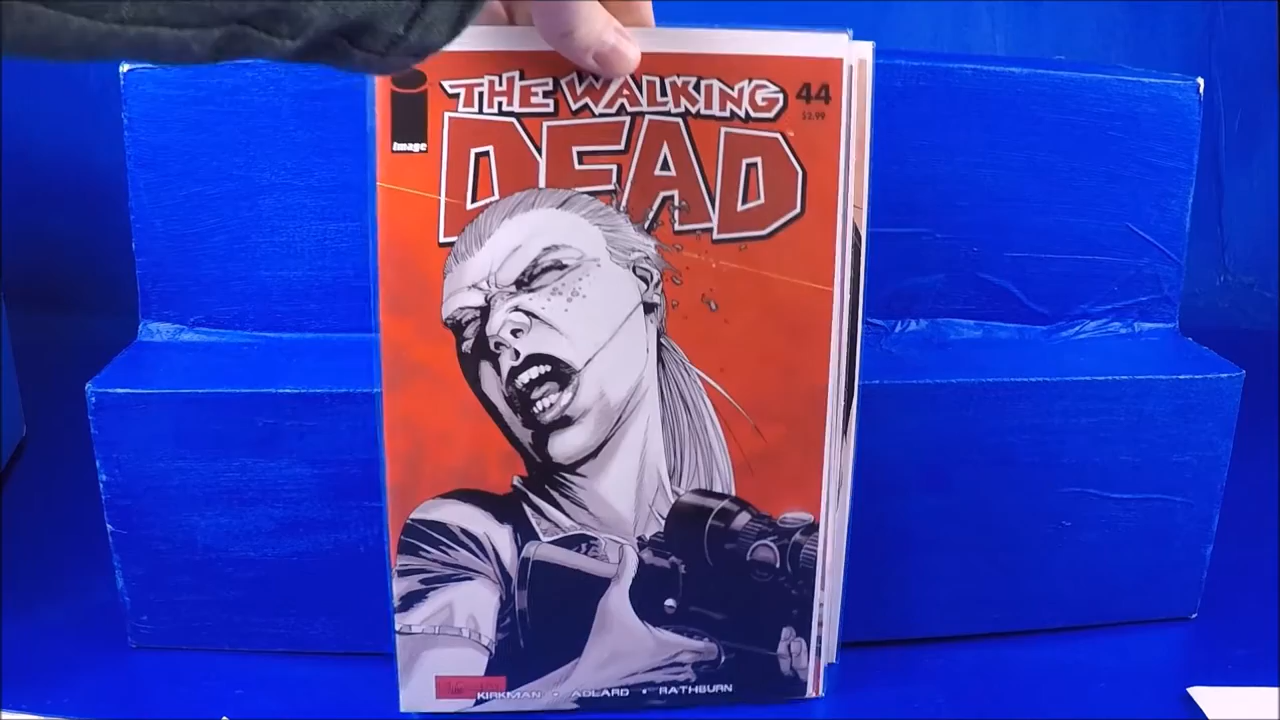 THE WALKING
DEAD
44
$2.99
image
KIRKMAN • ADLARD • RATHBURN